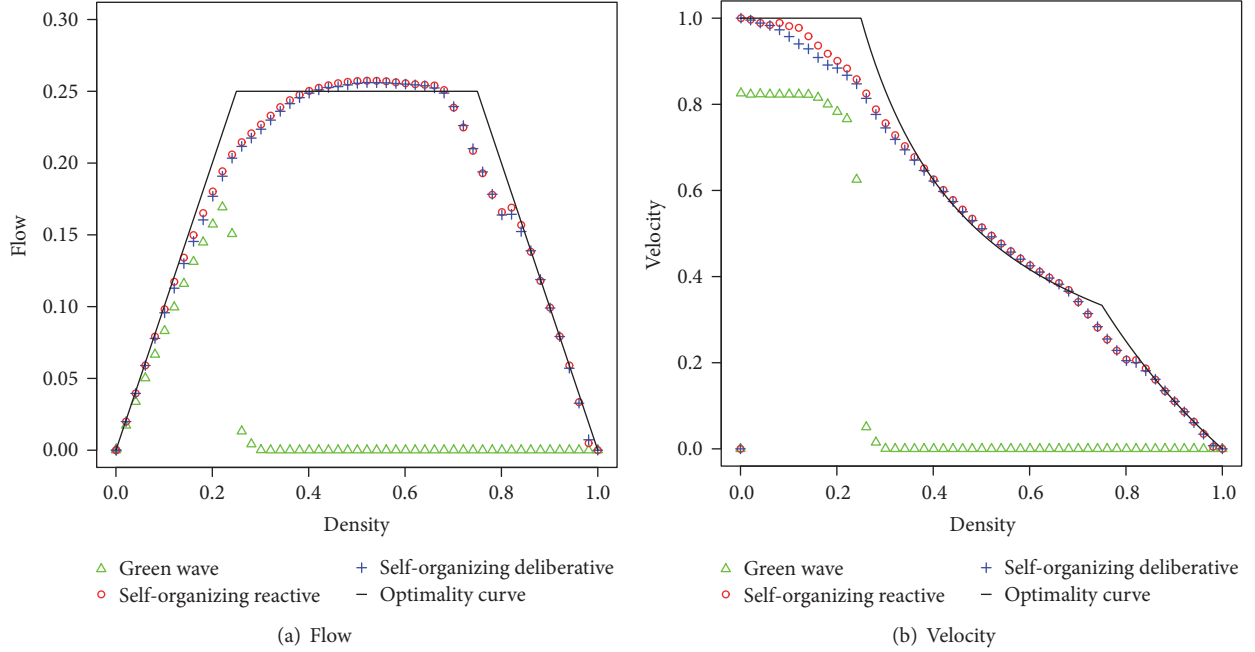 0.30
0.25
0.20
0.15
0.10
0.05
0.00
Flow
0.0 0.2 0.4 0.6 0.8 1.0
Density
Green wave
Self-organizing reactive
Self-organizing deliberative
Optimality curve
(a) Flow
1.0
0.8
0.6
0.4
0.2
0.0
Velocity
0.0 0.2 0.4 0.6 0.8 1.0
Density
Green wave
Self-organizing reactive
Self-organizing deliberative
Optimality curve
(b) Velocity